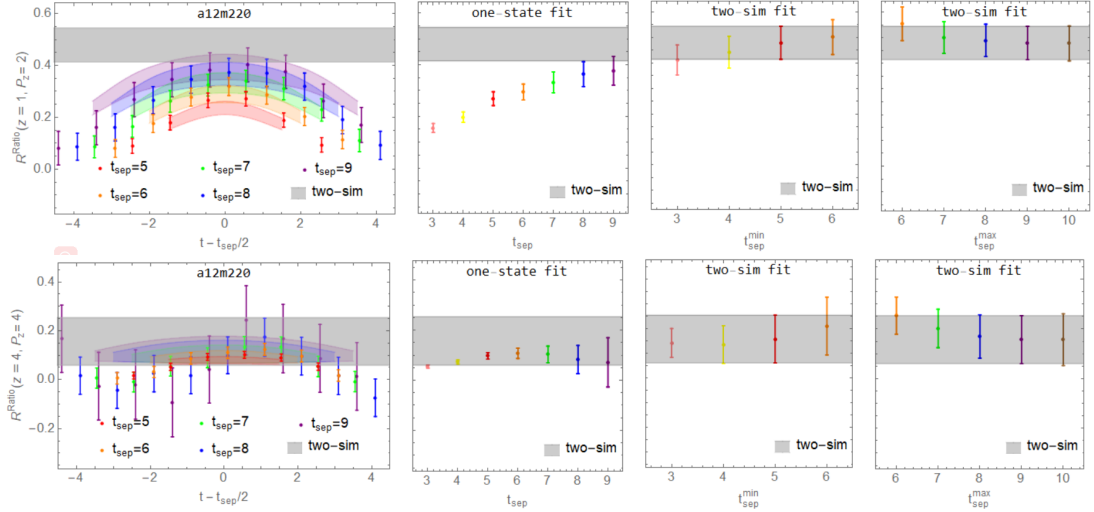 a12m220
one-state fit
two-sim fit
two-sim fit
R^Ratio(z = 1, P_z = 2)
0.6
0.4
0.2
0.0
t_sep=5
t_sep=7
t_sep=9
t_sep=6
t_sep=8
two-sim
two-sim
two-sim
two-sim
-4 -2 0 2 4
3 4 5 6 7 8 9
3 4 5 6
6 7 8 9 10
t - t_sep/2
t_sep
t_sep^min
t_sep^max
a12m220
one-state fit
two-sim fit
two-sim fit
R^Ratio(z = 4, P_z = 4)
0.4
0.2
0.0
-0.2
t_sep=5
t_sep=7
t_sep=9
t_sep=6
t_sep=8
two-sim
two-sim
two-sim
two-sim
-4 -2 0 2 4
3 4 5 6 7 8 9
3 4 5 6
6 7 8 9 10
t - t_sep/2
t_sep
t_sep^min
t_sep^max